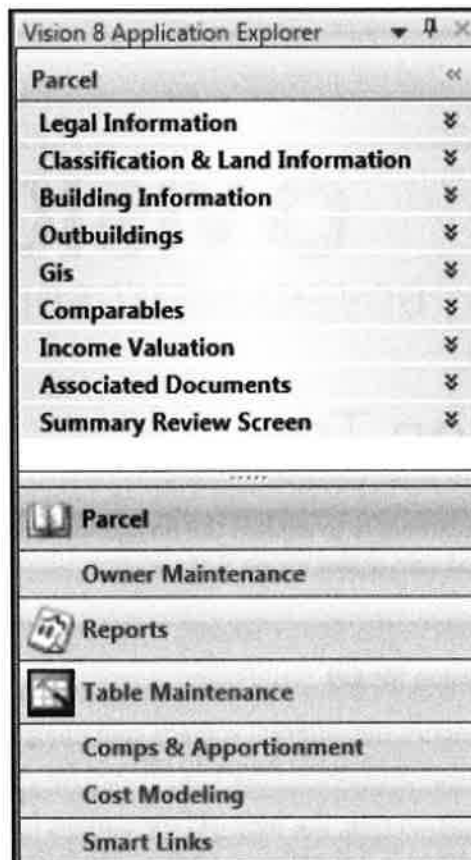 Vision 8 Application Explorer
Parcel
Legal Information
Classification & Land Information
Building Information
Outbuildings
Gis
Comparables
Income Valuation
Associated Documents
Summary Review Screen
Parcel
Owner Maintenance
Reports
Table Maintenance
Comps & Apportionment
Cost Modeling
Smart Links